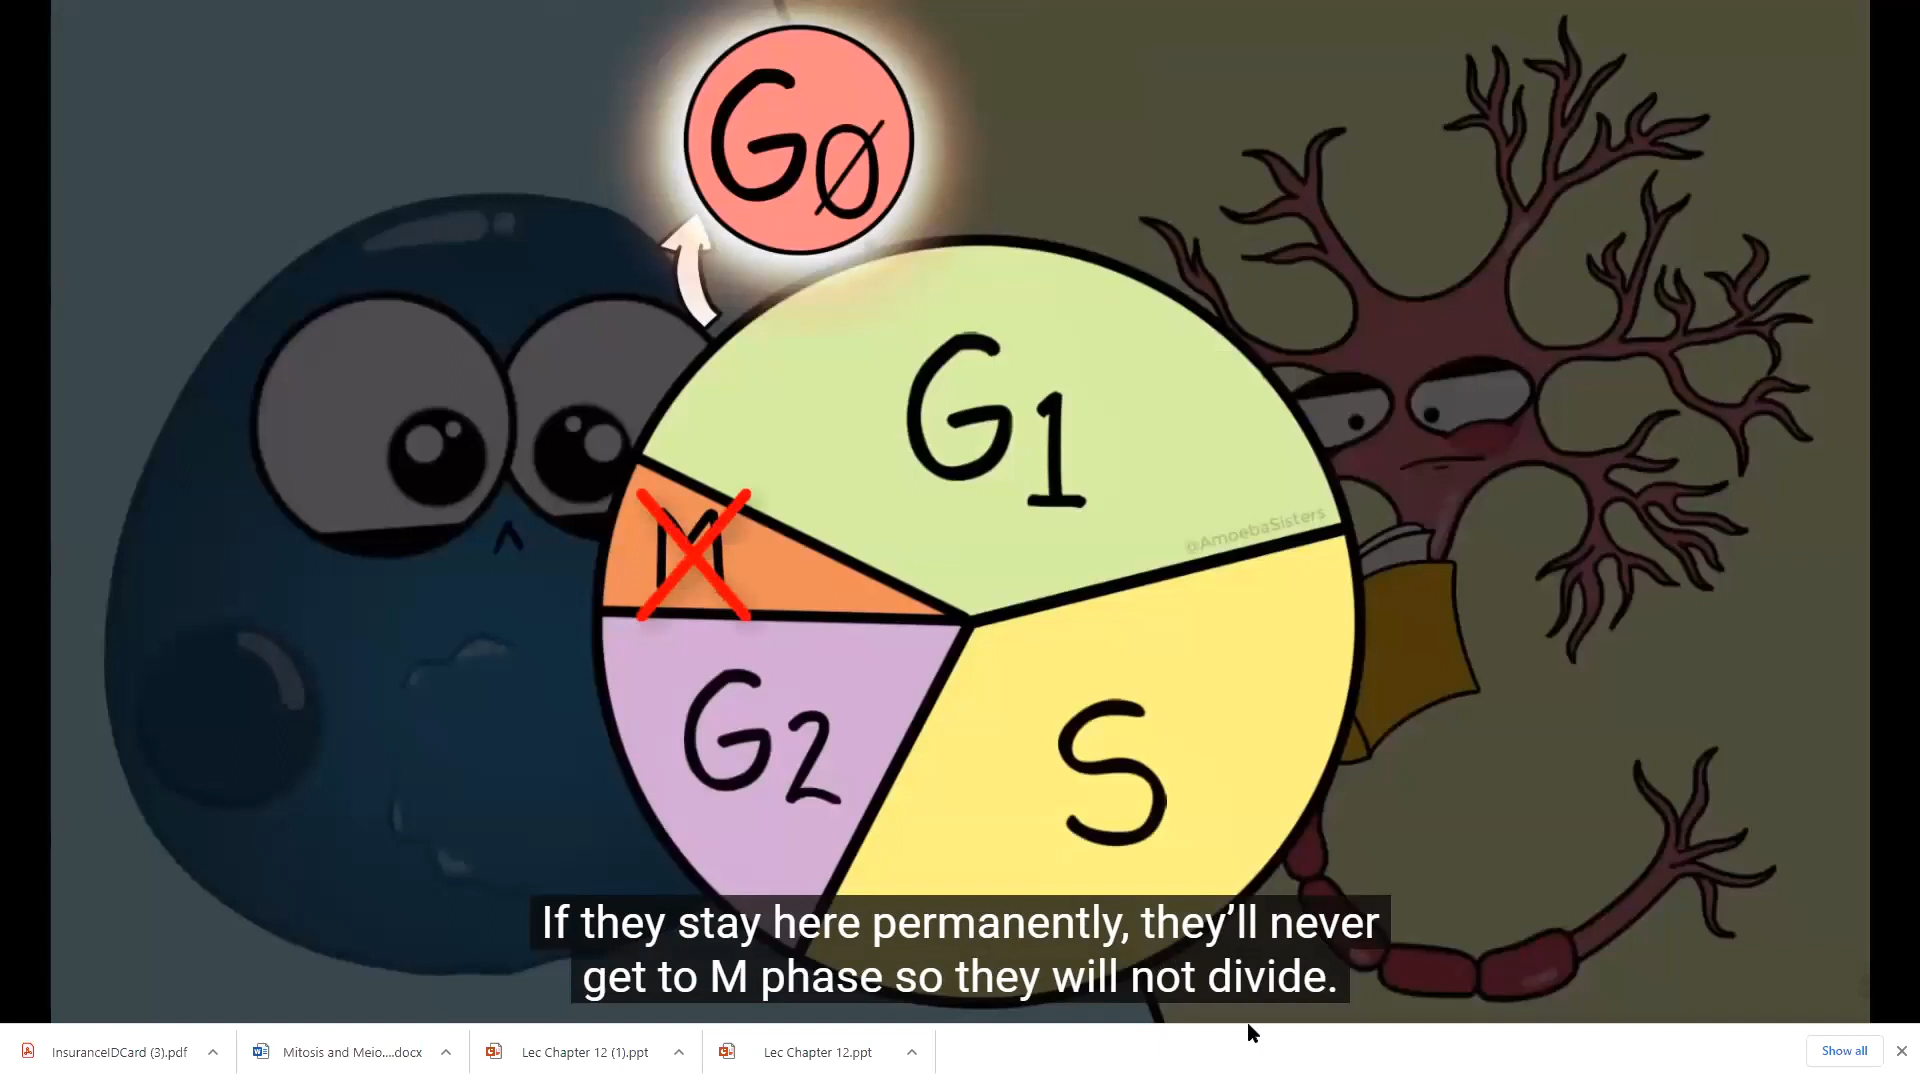 G0
G1
@AmoebaSisters
M
G2
S
If they stay here permanently, they’ll never
get to M phase so they will not divide.
InsuranceIDCard (3).pdf
Mitosis and Meio....docx
Lec Chapter 12 (1).ppt
Lec Chapter 12.ppt
Show all